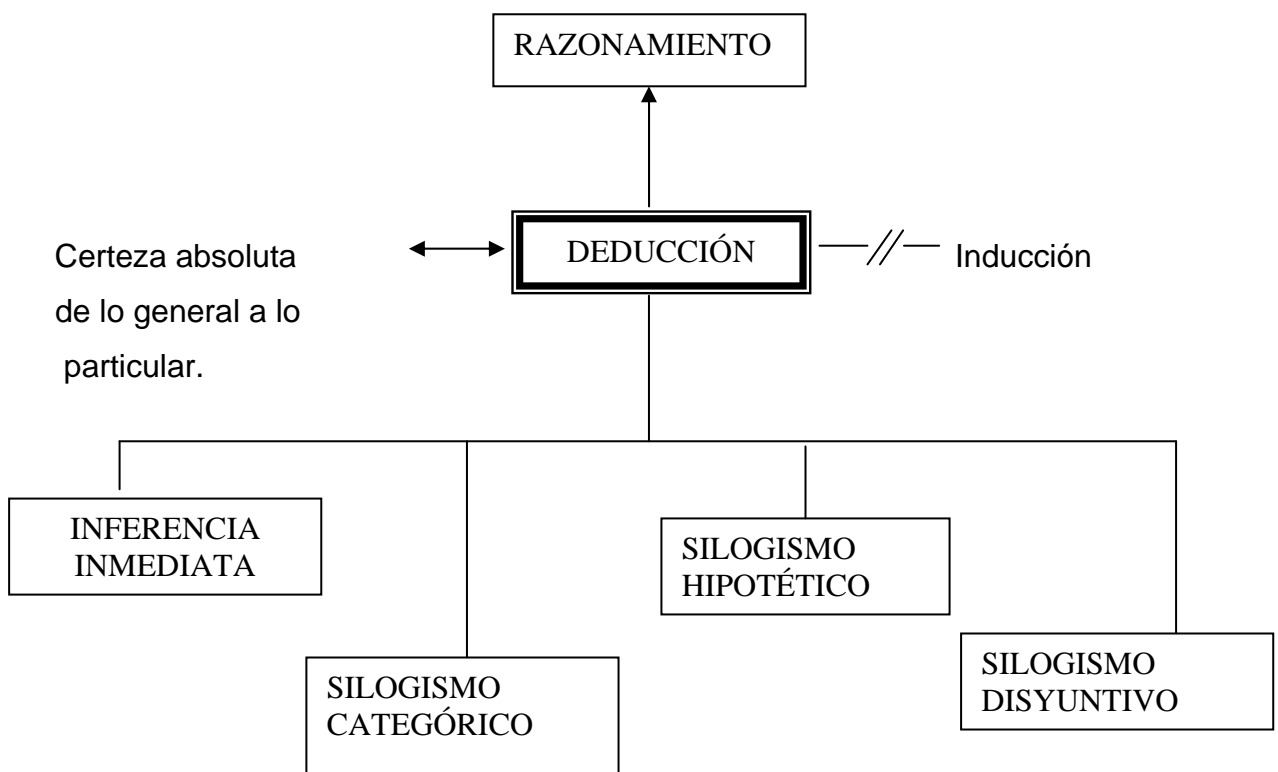 RAZONAMIENTO
Certeza absoluta
de lo general a lo
particular.
DEDUCCIÓN
Inducción
INFERENCIA
INMEDIATA
SILOGISMO
CATEGÓRICO
SILOGISMO
HIPOTÉTICO
SILOGISMO
DISYUNTIVO